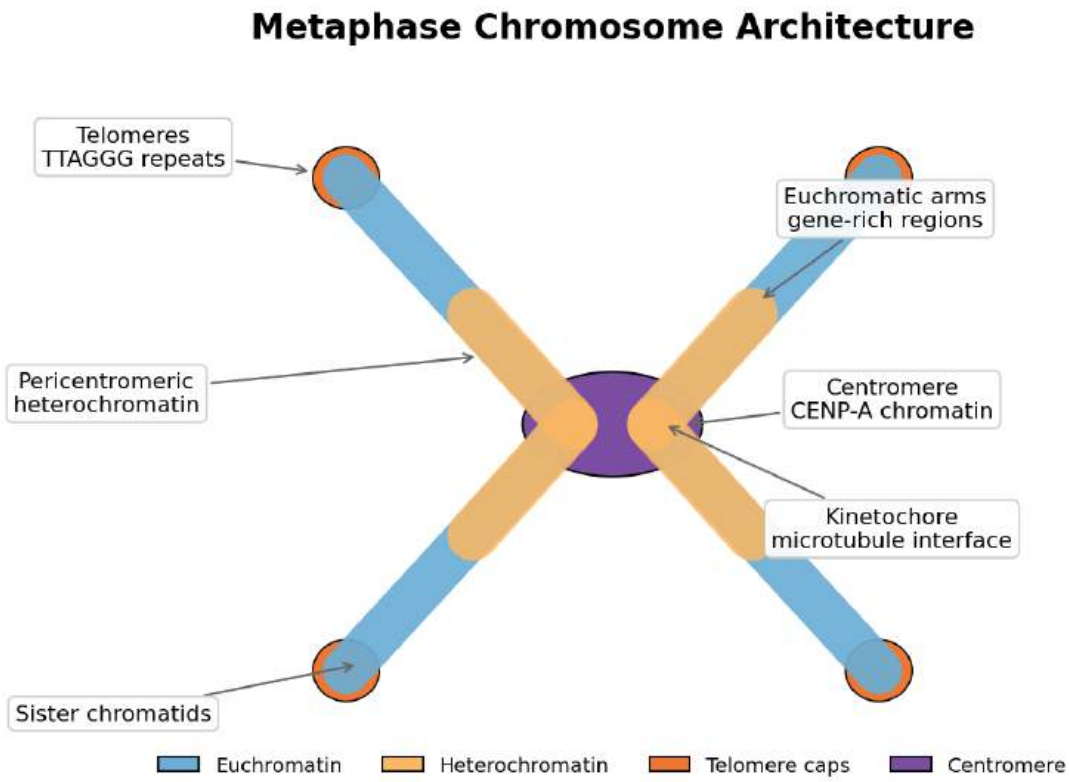 Metaphase Chromosome Architecture
Telomeres
TTAGGG repeats
Euchromatic arms
gene-rich regions
Pericentromeric
heterochromatin
Centromere
CENP-A chromatin
Kinetochore
microtubule interface
Sister chromatids
Euchromatin
Heterochromatin
Telomere caps
Centromere